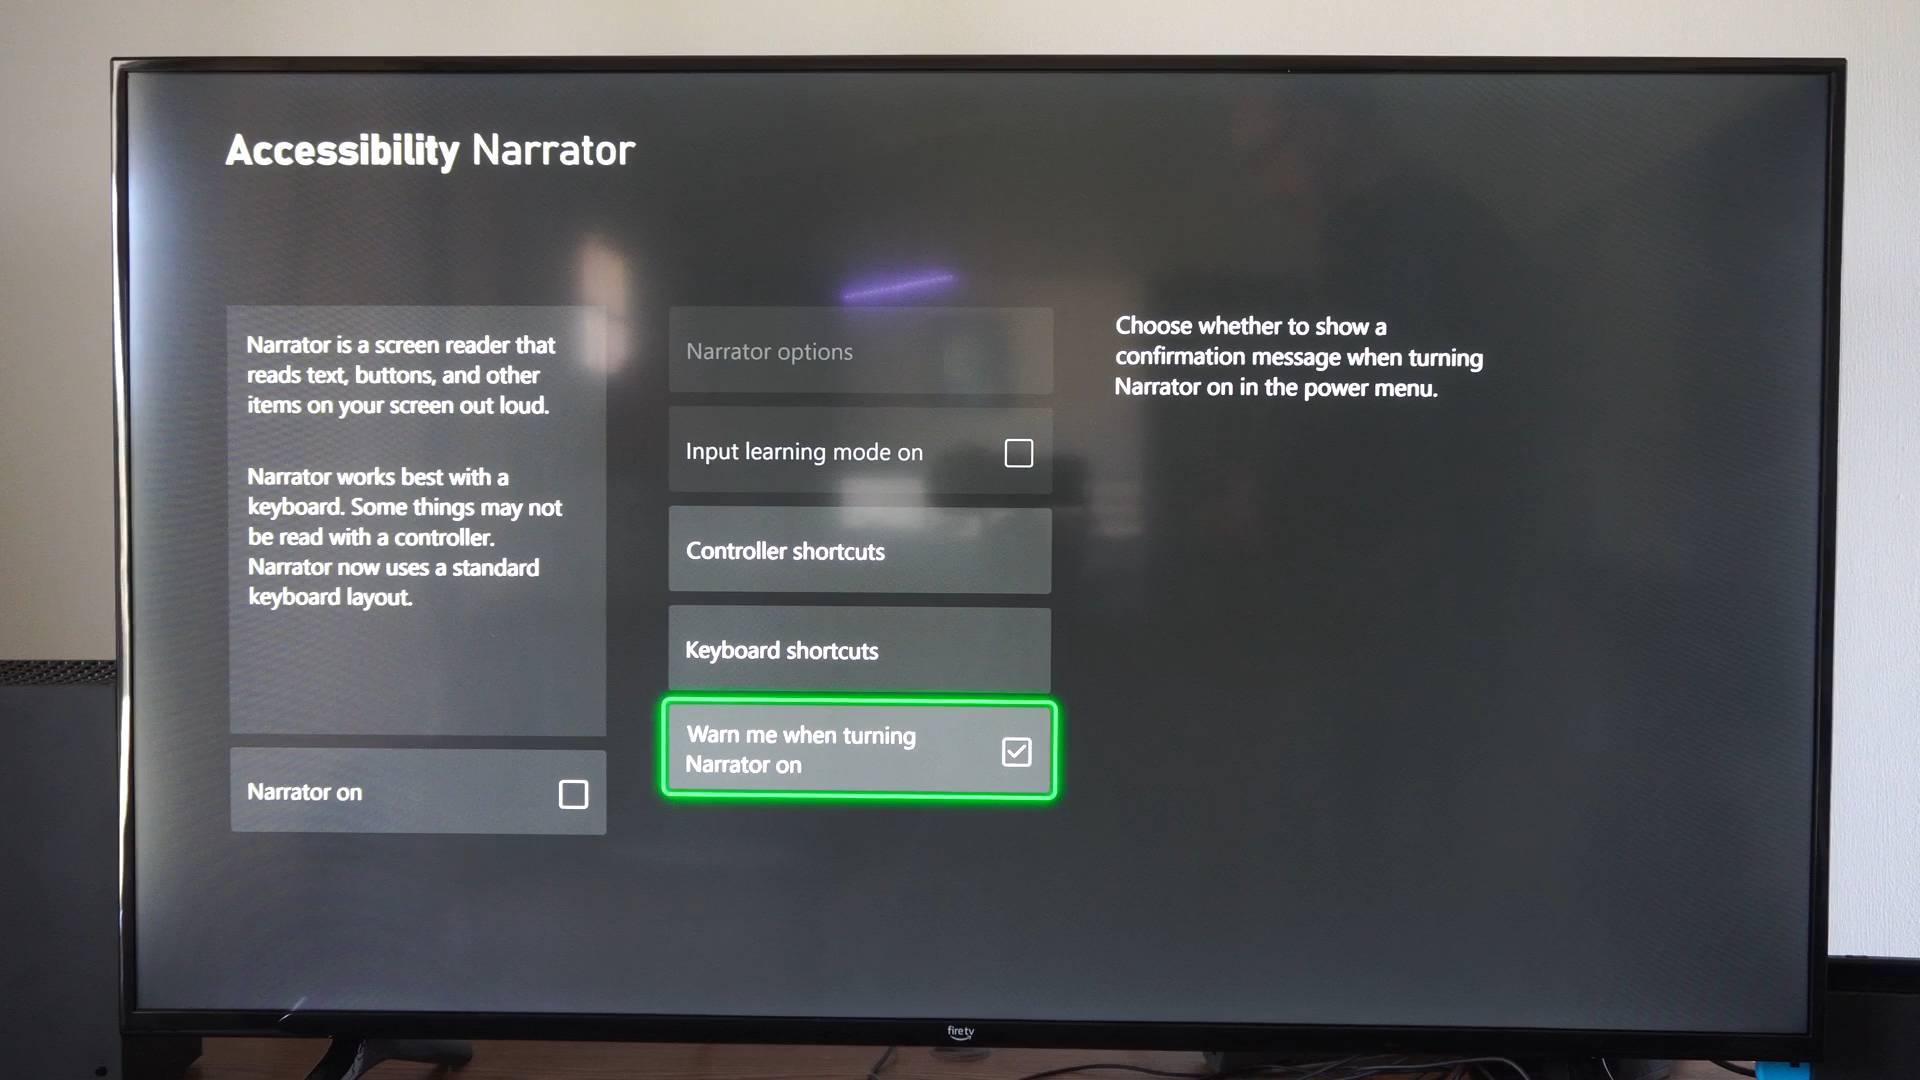 Accessibility Narrator
Narrator is a screen reader that
reads text, buttons, and other
items on your screen out loud.
Narrator works best with a
keyboard. Some things may not
be read with a controller.
Narrator now uses a standard
keyboard layout.
Narrator on
Narrator options
Input learning mode on
Controller shortcuts
Keyboard shortcuts
Warn me when turning
Narrator on
Choose whether to show a
confirmation message when turning
Narrator on in the power menu.
firetv